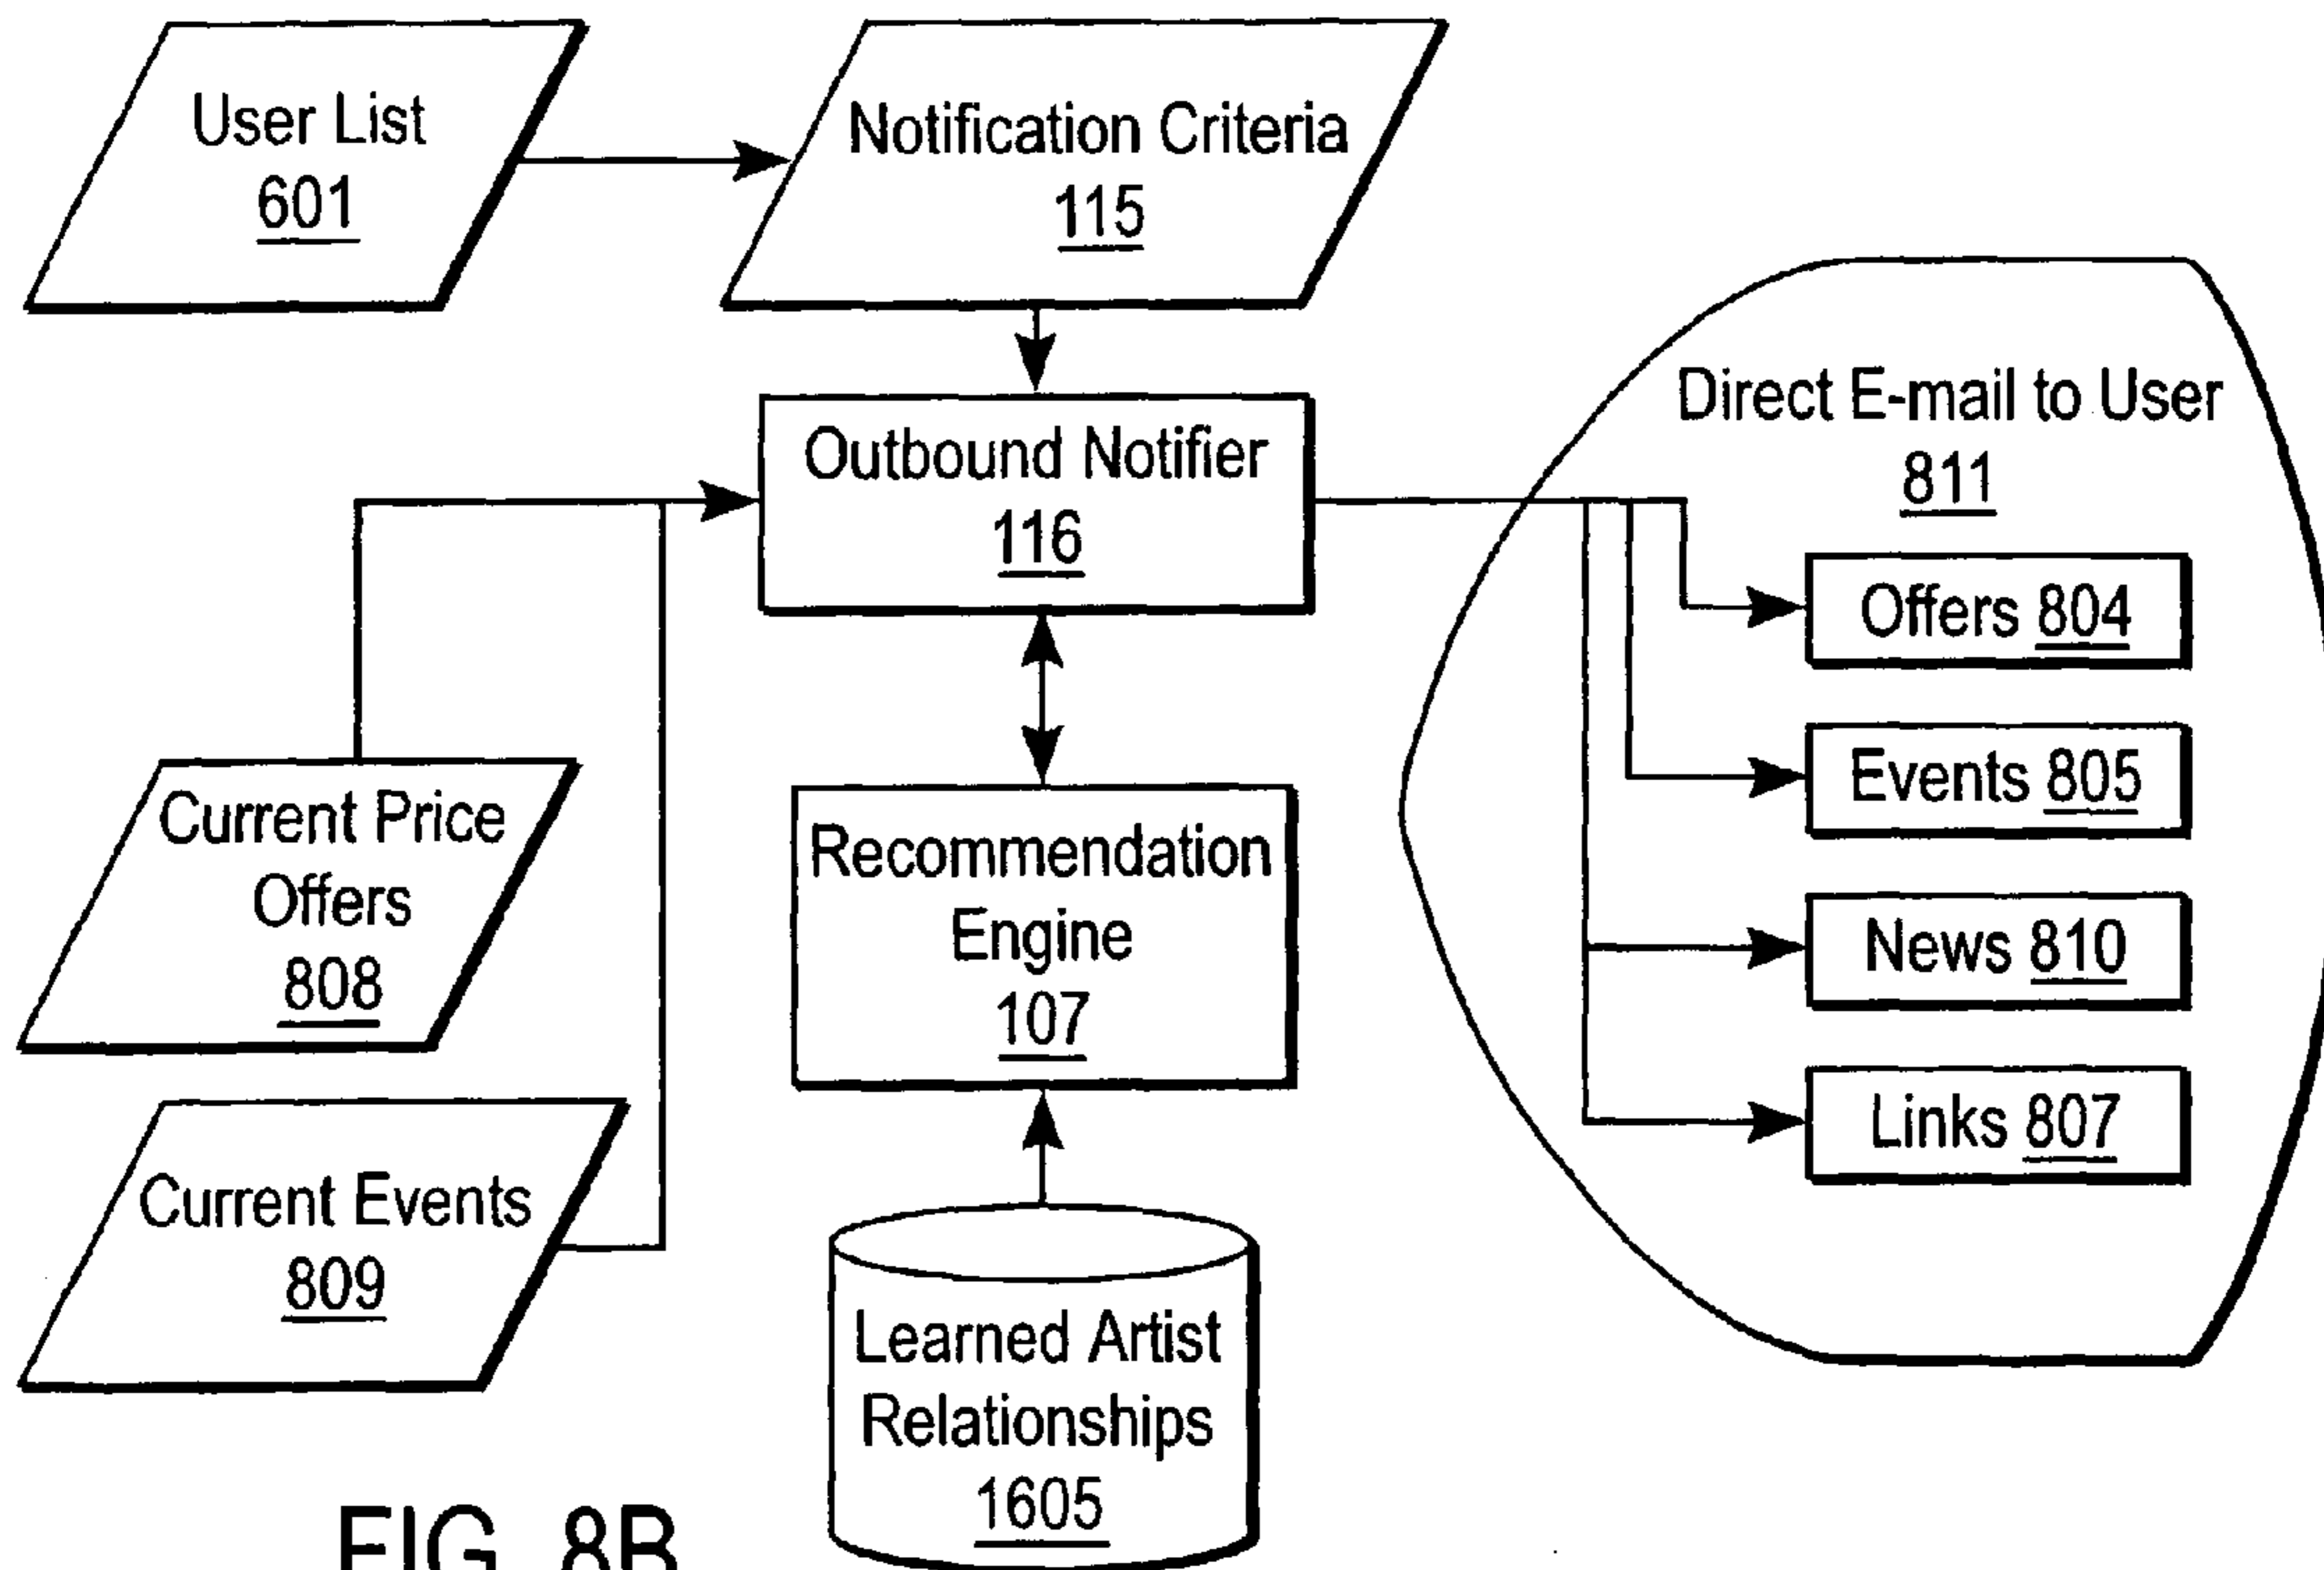 User List
601
Notification Criteria
115
Outbound Notifier
116
Direct E-mail to User
811
Offers 804
Events 805
News 810
Links 807
Current Price
Offers
808
Recommendation
Engine
107
Current Events
809
Learned Artist
Relationships
1605
FIG. 8B